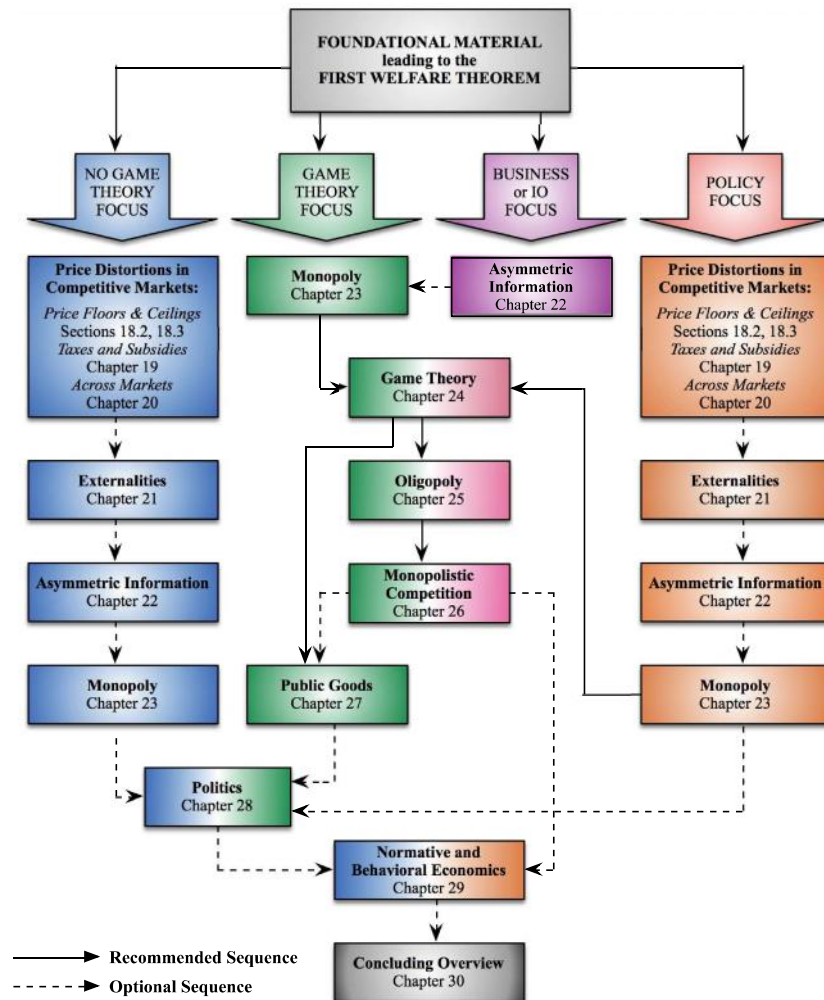 FOUNDATIONAL MATERIAL
leading to the
FIRST WELFARE THEOREM
NO GAME
THEORY
FOCUS
GAME
THEORY
FOCUS
BUSINESS
or IO
FOCUS
POLICY
FOCUS
Price Distortions in
Competitive Markets:
Price Floors & Ceilings
Sections 18.2, 18.3
Taxes and Subsidies
Chapter 19
Across Markets
Chapter 20
Monopoly
Chapter 23
Asymmetric
Information
Chapter 22
Price Distortions in
Competitive Markets:
Price Floors & Ceilings
Sections 18.2, 18.3
Taxes and Subsidies
Chapter 19
Across Markets
Chapter 20
Game Theory
Chapter 24
Externalities
Chapter 21
Oligopoly
Chapter 25
Externalities
Chapter 21
Asymmetric Information
Chapter 22
Monopolistic
Competition
Chapter 26
Asymmetric Information
Chapter 22
Monopoly
Chapter 23
Public Goods
Chapter 27
Monopoly
Chapter 23
Politics
Chapter 28
Normative and
Behavioral Economics
Chapter 29
Concluding Overview
Chapter 30
Recommended Sequence
Optional Sequence